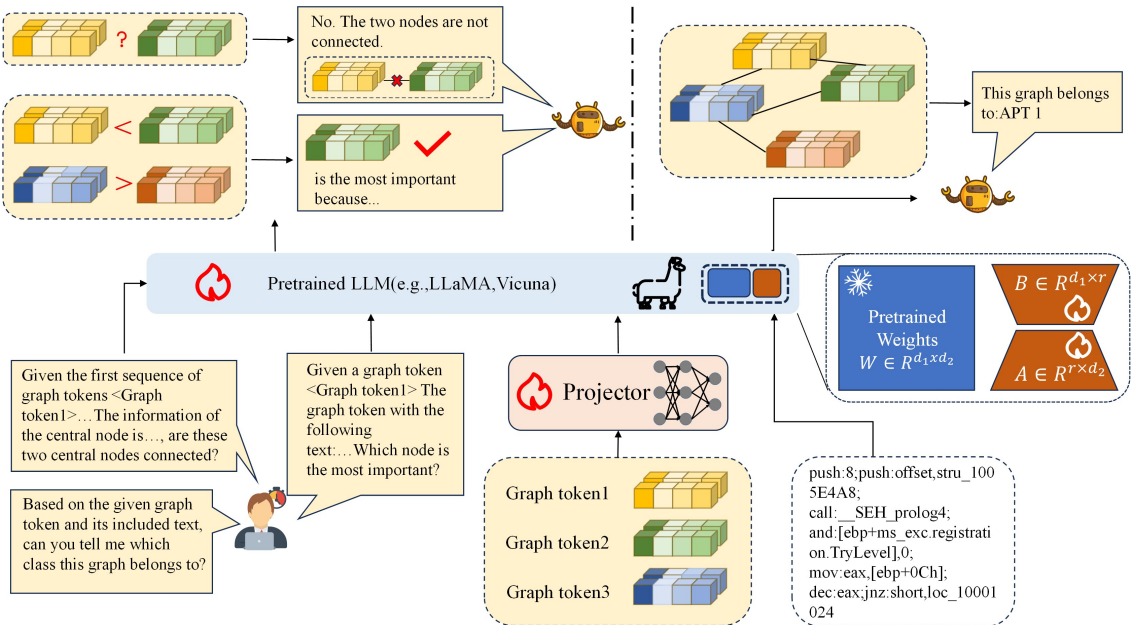 ?
No. The two nodes are not
connected.
<
>
is the most important
because...
This graph belongs
to:APT 1
Pretrained LLM(e.g.,LLaMA,Vicuna)
Pretrained
Weights
W ∈ R^{d_1xd_2}
B ∈ R^{d_1×r}
A ∈ R^{r×d_2}
Given the first sequence of
graph tokens <Graph
token1>…The information of
the central node is…, are these
two central nodes connected?
Given a graph token
<Graph token1> The
graph token with the
following
text:…Which node is
the most important?
Based on the given graph
token and its included text,
can you tell me which
class this graph belongs to?
Projector
Graph token1
Graph token2
Graph token3
push:8;push:offset,stru_100
5E4A8;
call:__SEH_prolog4;
and:[ebp+ms_exc.registrati
on.TryLevel],0;
mov:eax,[ebp+0Ch];
dec:eax;jnz:short,loc_10001
024